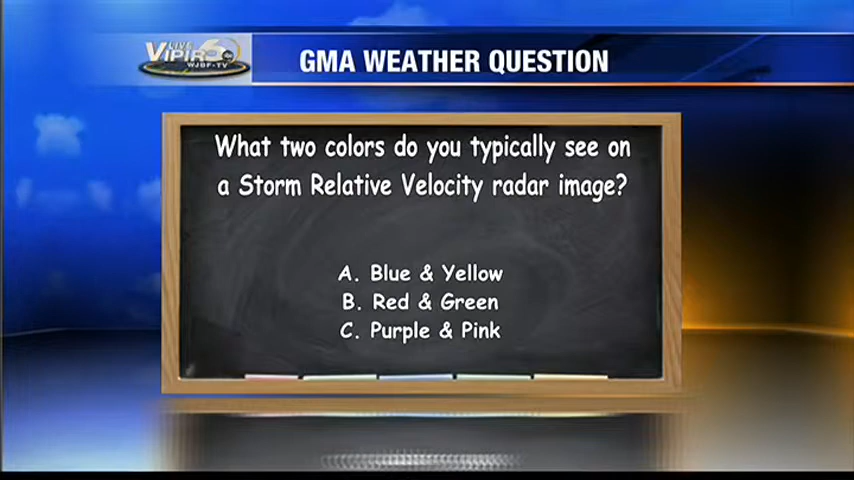 LIVE
VIPIR 6
WJBF-TV
GMA WEATHER QUESTION
What two colors do you typically see on
a Storm Relative Velocity radar image?
A. Blue & Yellow
B. Red & Green
C. Purple & Pink